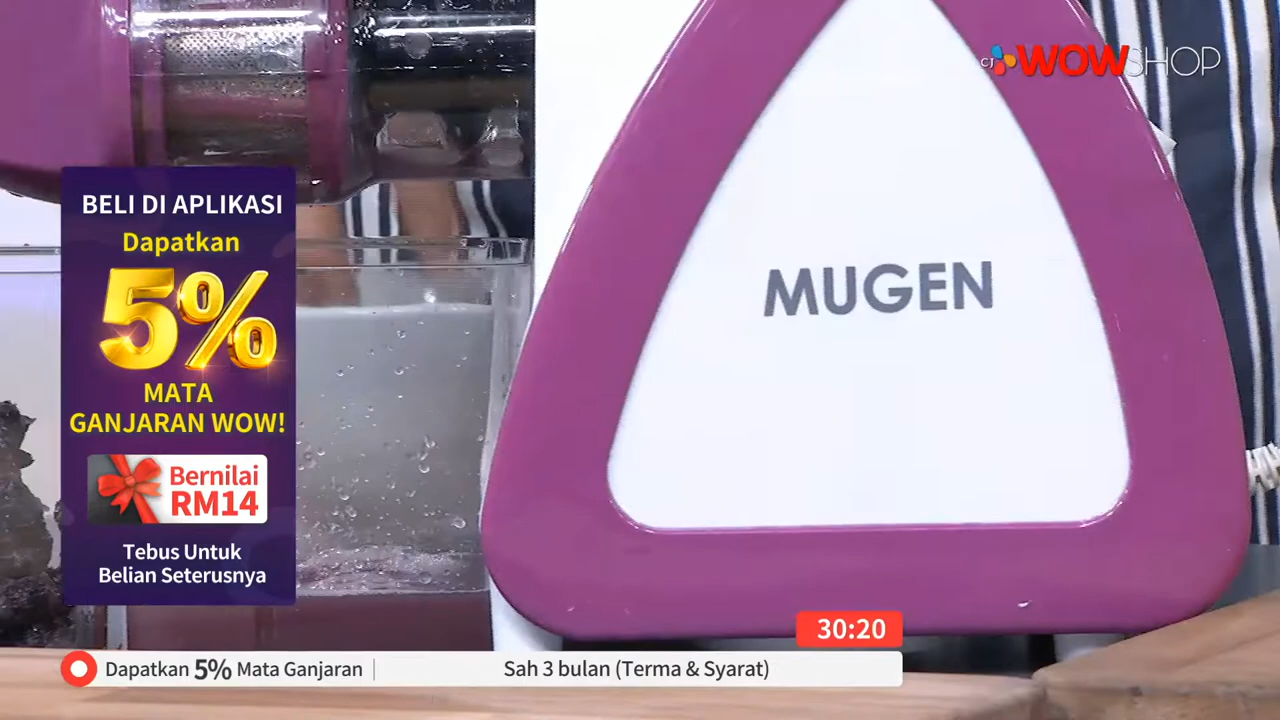 CJ WOWSHOP
BELI DI APLIKASI
Dapatkan
5%
MATA
GANJARAN WOW!
Bernilai
RM14
Tebus Untuk
Belian Seterusnya
MUGEN
30:20
Dapatkan 5% Mata Ganjaran
Sah 3 bulan (Terma & Syarat)